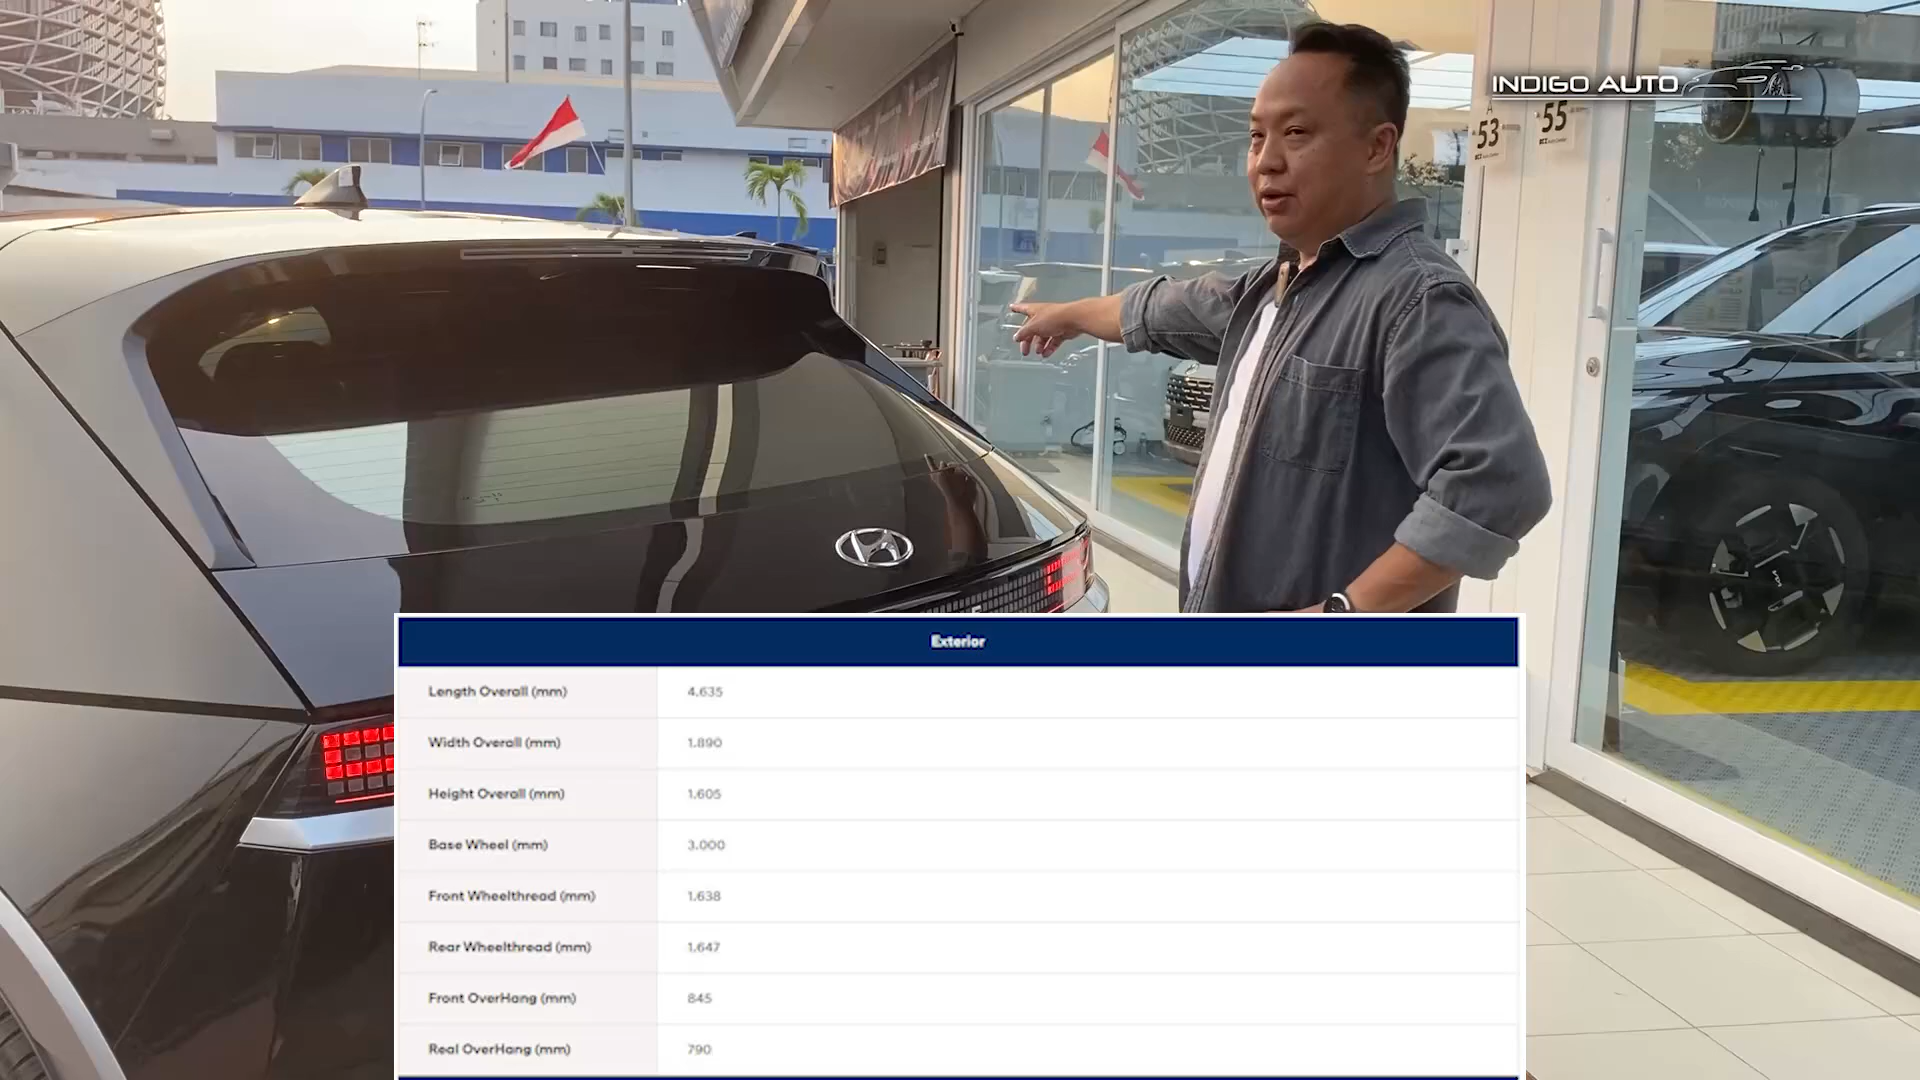 INDIGO AUTO
53
55
Exterior
Length Overall (mm) 4.635
Width Overall (mm) 1.890
Height Overall (mm) 1.605
Base Wheel (mm) 3.000
Front Wheelthread (mm) 1.638
Rear Wheelthread (mm) 1.647
Front OverHang (mm) 845
Real OverHang (mm) 790